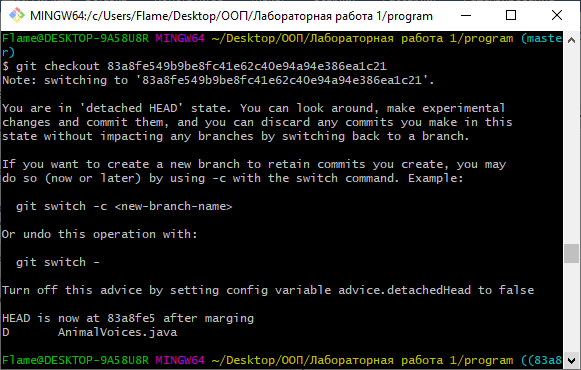 MINGW64:/c/Users/Flame/Desktop/ООП/Лабораторная работа 1/program
Flame@DESKTOP-9A58U8R MINGW64 ~/Desktop/ООП/Лабораторная работа 1/program (maste
r)
$ git checkout 83a8fe549b9be8fc41e62c40e94a94e386ea1c21
Note: switching to '83a8fe549b9be8fc41e62c40e94a94e386ea1c21'.
You are in 'detached HEAD' state. You can look around, make experimental
changes and commit them, and you can discard any commits you make in this
state without impacting any branches by switching back to a branch.
If you want to create a new branch to retain commits you create, you may
do so (now or later) by using -c with the switch command. Example:
git switch -c <new-branch-name>
Or undo this operation with:
git switch -
Turn off this advice by setting config variable advice.detachedHead to false
HEAD is now at 83a8fe5 after marging
D       AnimalVoices.java
Flame@DESKTOP-9A58U8R MINGW64 ~/Desktop/ООП/Лабораторная работа 1/program ((83a8